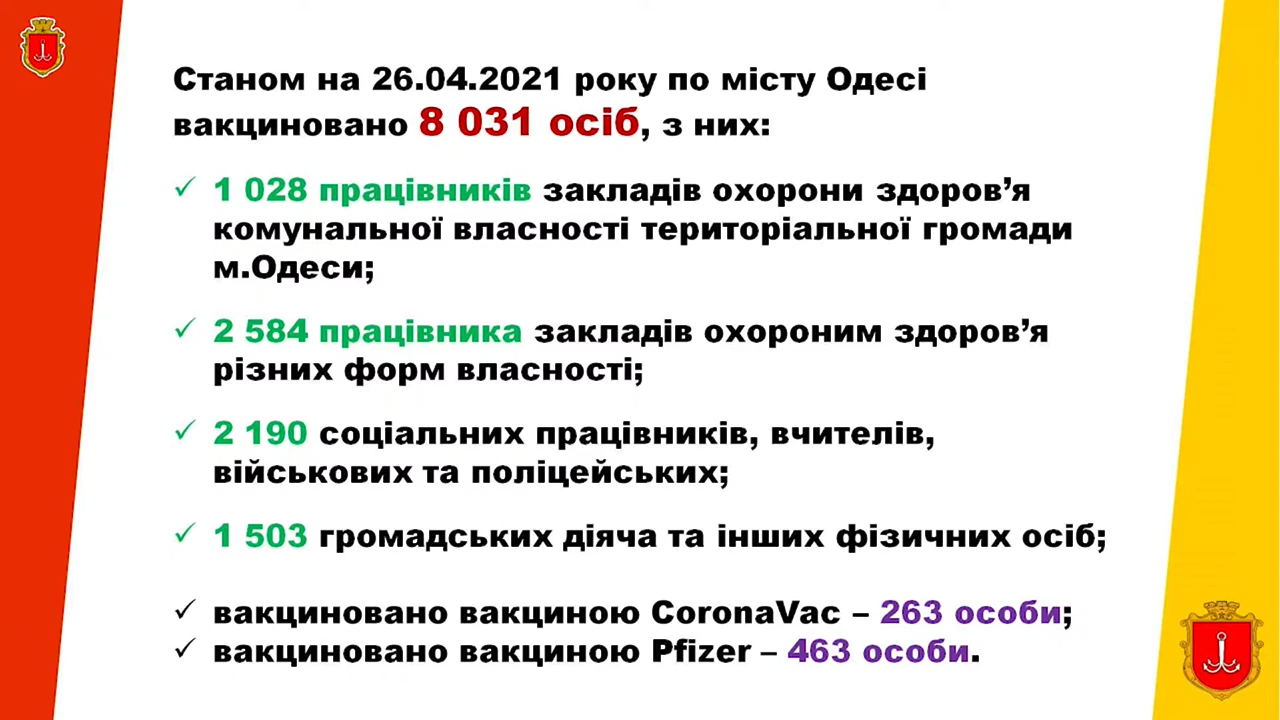 Станом на 26.04.2021 року по місту Одесі
вакциновано 8 031 осіб, з них:
✓ 1 028 працівників закладів охорони здоров’я
комунальної власності територіальної громади
м.Одеси;
✓ 2 584 працівника закладів охороним здоров’я
різних форм власності;
✓ 2 190 соціальних працівників, вчителів,
військових та поліцейських;
✓ 1 503 громадських діяча та інших фізичних осіб;
✓ вакциновано вакциною CoronaVac – 263 особи;
✓ вакциновано вакциною Pfizer – 463 особи.